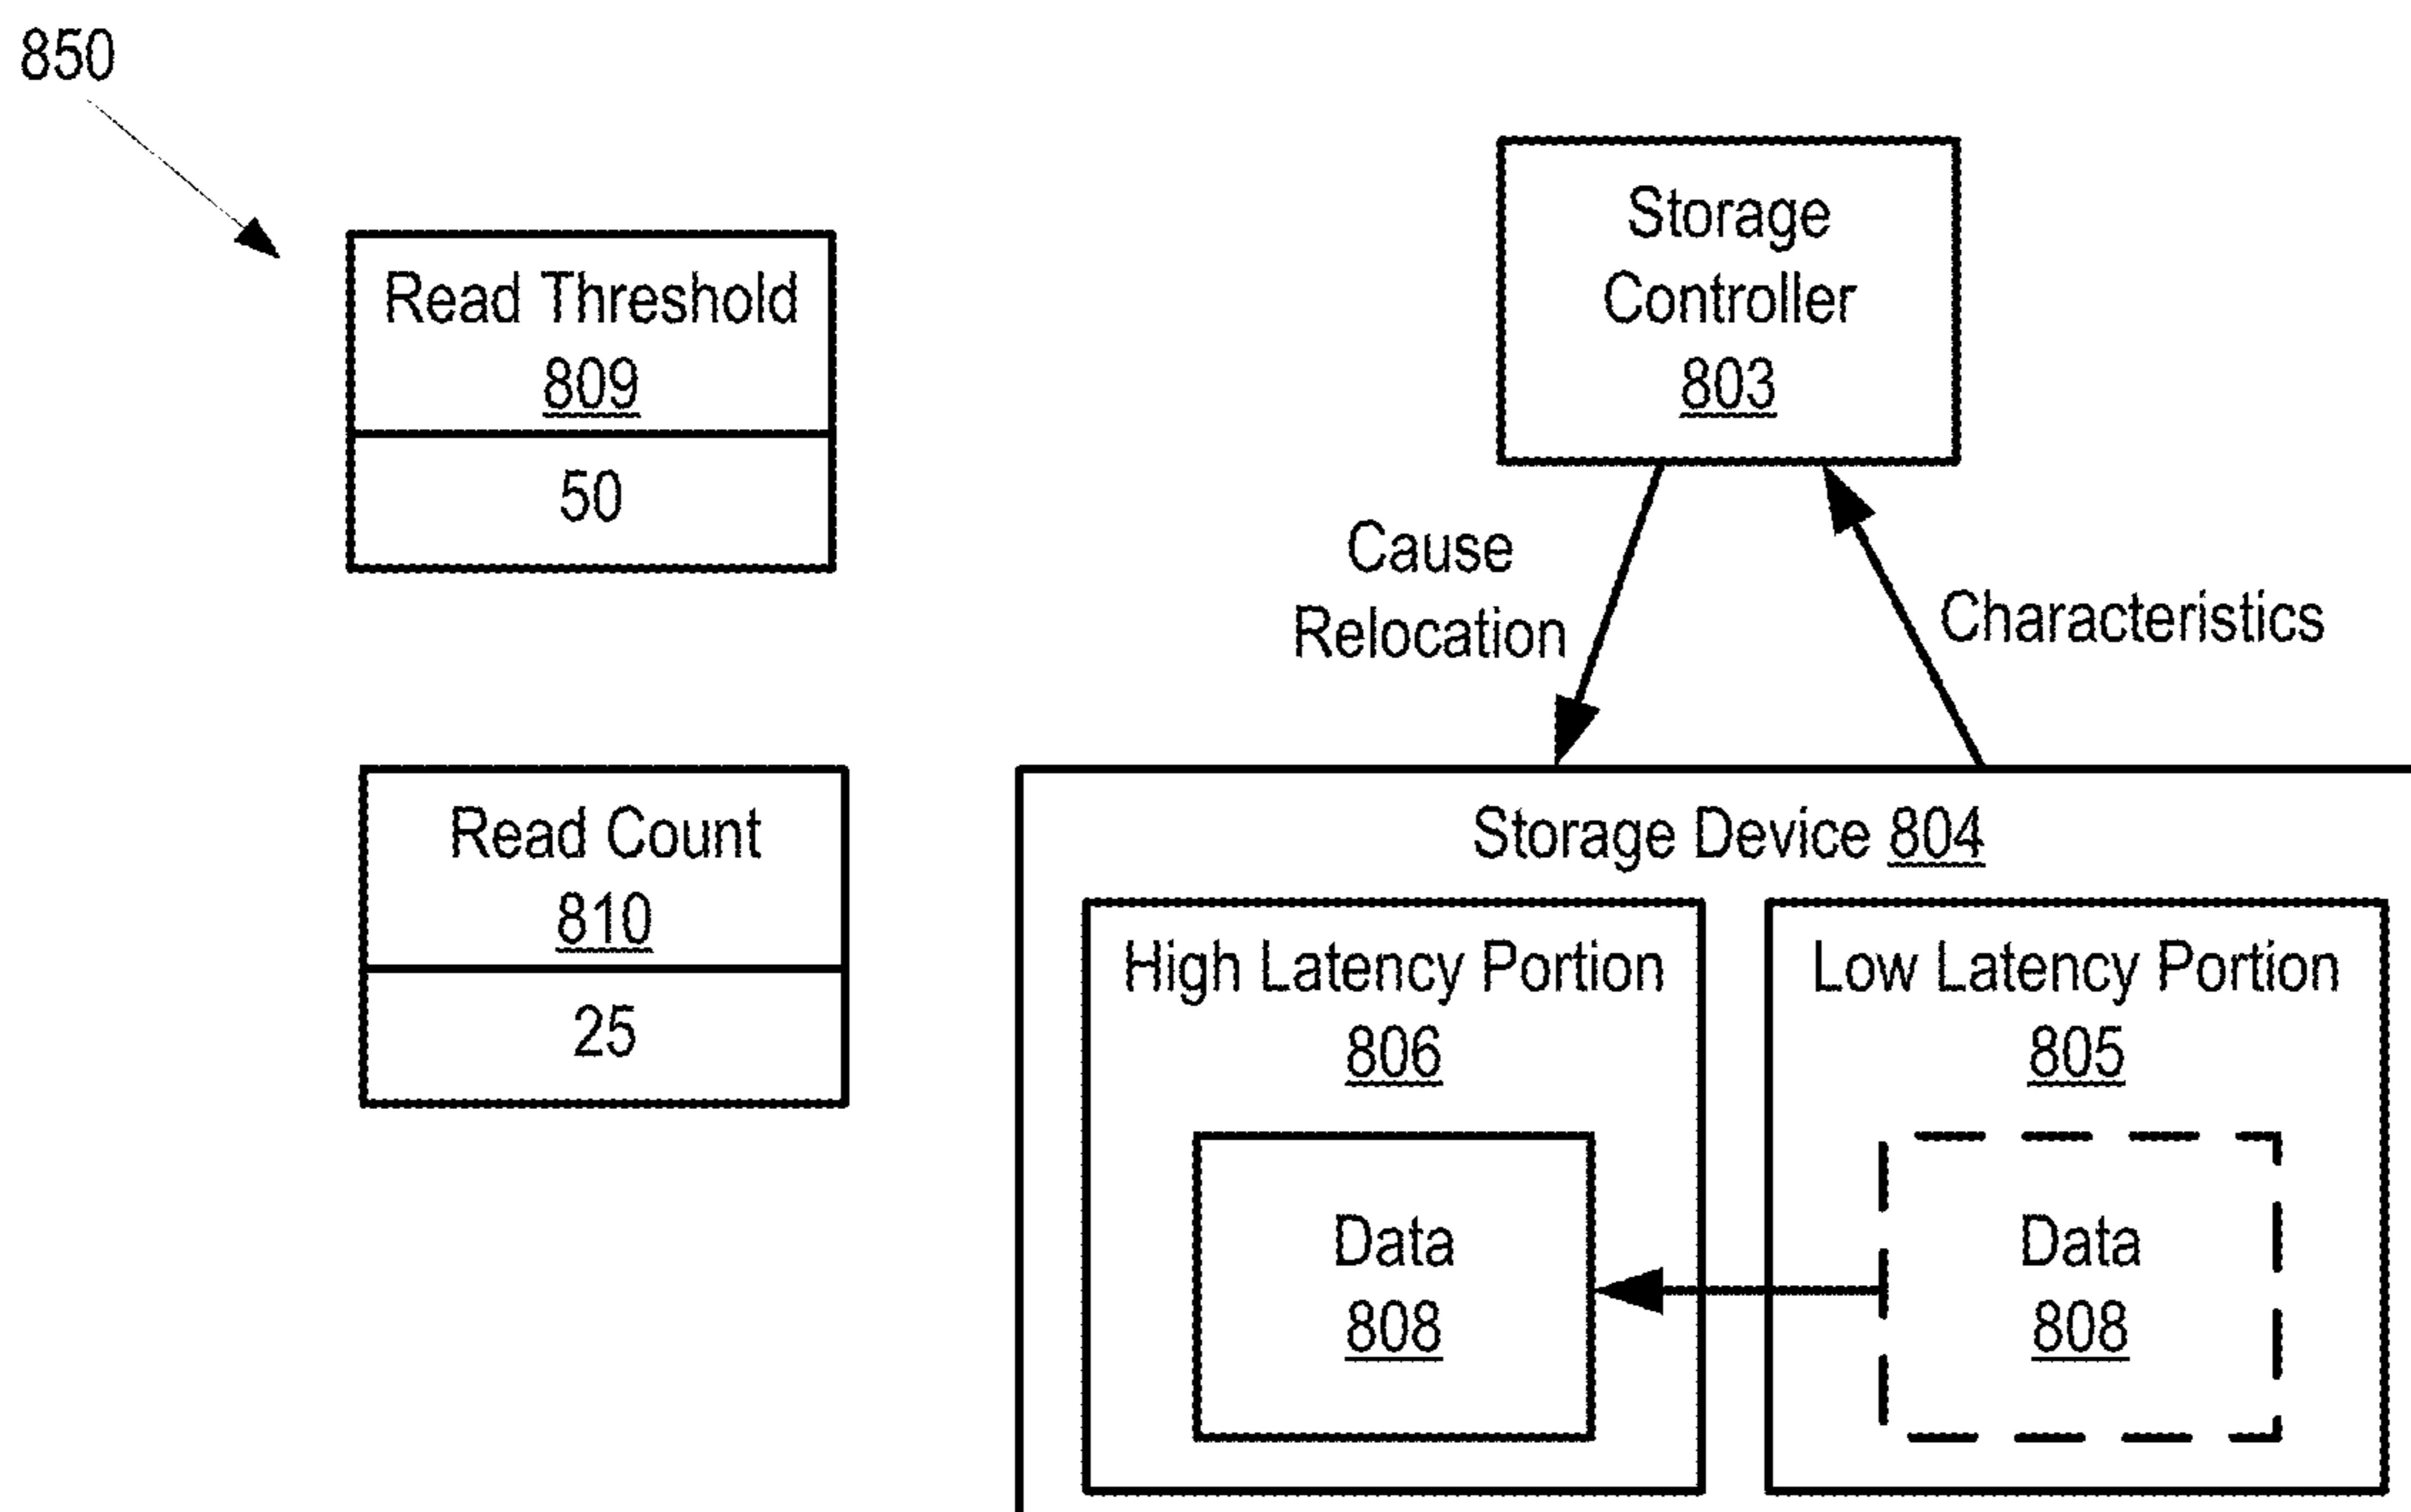 850
Read Threshold
809
50
Storage
Controller
803
Cause
Relocation
Characteristics
Read Count
810
25
Storage Device 804
High Latency Portion
806
Data
808
Low Latency Portion
805
Data
808